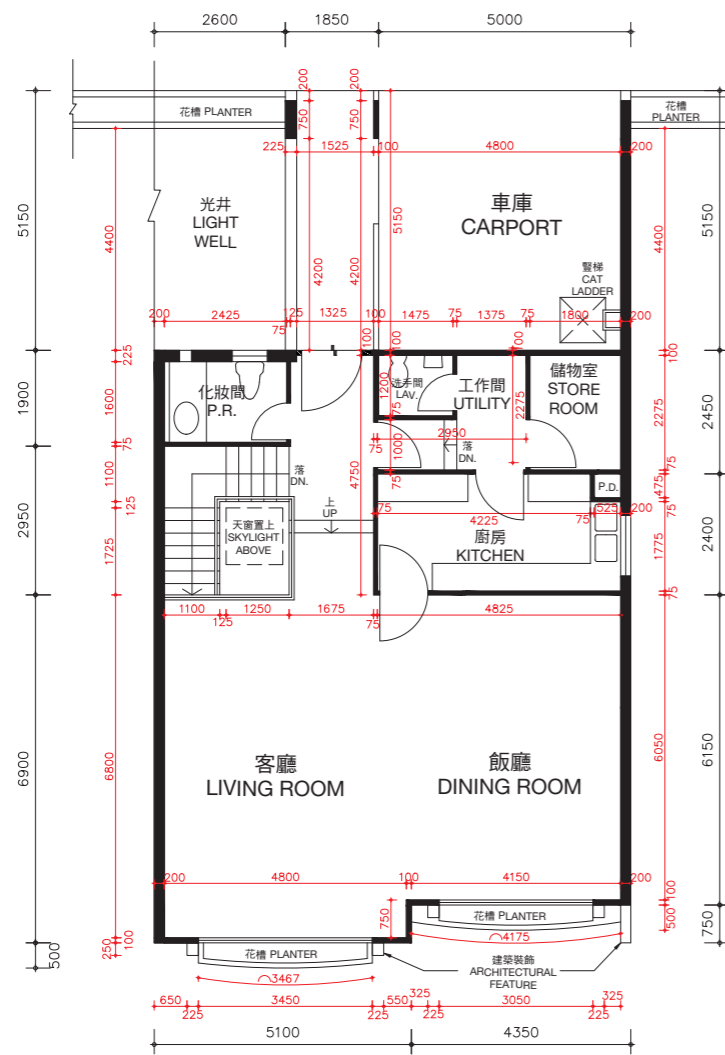 2600
1850
5000
花槽 PLANTER
花槽
PLANTER
200
200
750
750
225
1525
100
4800
200
光井
LIGHT
WELL
車庫
CARPORT
5150
4400
4200
4200
5150
4400
5150
豎梯
CAT
LADDER
200
2425
75
125
1325
100
1475
75
1375
75
1800
200
225
100
100
100
100
化妝間
P.R.
洗手間
LAV.
工作間
UTILITY
儲物室
STORE
ROOM
1900
1600
75
1200
75
2275
2275
2450
2950
75
1000
75
落
DN.
落
DN.
上
UP
4750
1100
125
1725
2950
天窗置上
SKYLIGHT
ABOVE
P.D.
75
4225
75
525
200
廚房
KITCHEN
75
475
75
1775
75
2400
1100
125
1250
1675
75
4825
客廳
LIVING ROOM
飯廳
DINING ROOM
6900
6800
6050
6150
200
4800
100
4150
200
750
花槽 PLANTER
4175
100
500
750
花槽 PLANTER
3467
建築裝飾
ARCHITECTURAL
FEATURE
500
250
100
650
225
3450
225
550
325
225
3050
225
325
5100
4350